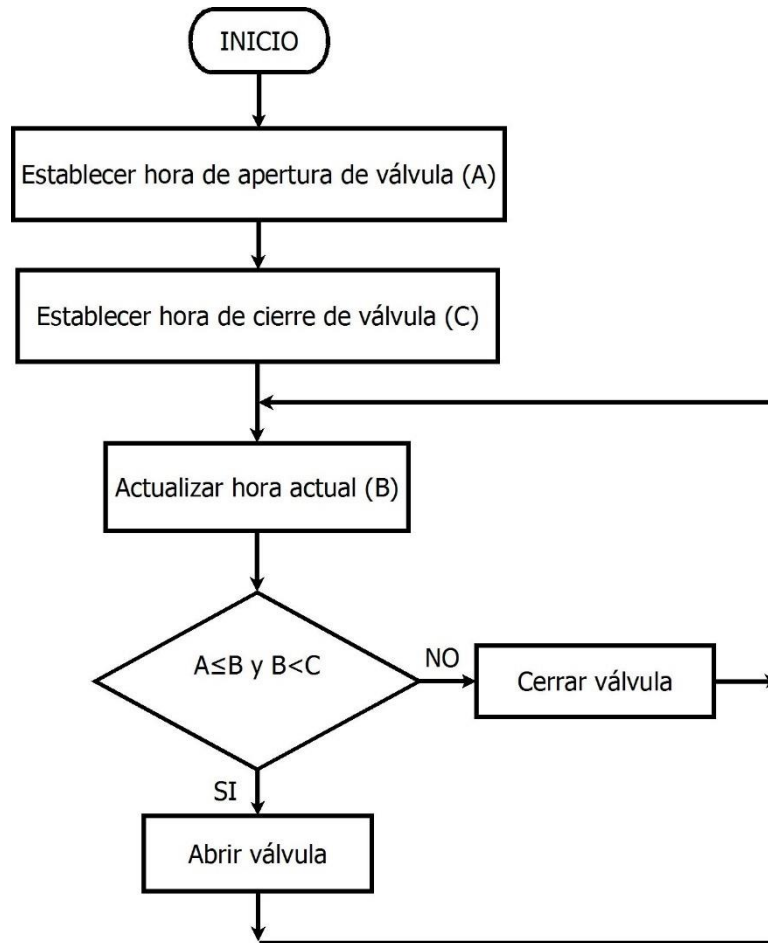 INICIO
Establecer hora de apertura de válvula (A)
Establecer hora de cierre de válvula (C)
Actualizar hora actual (B)
A≤B y B<C
NO
Cerrar válvula
SI
Abrir válvula